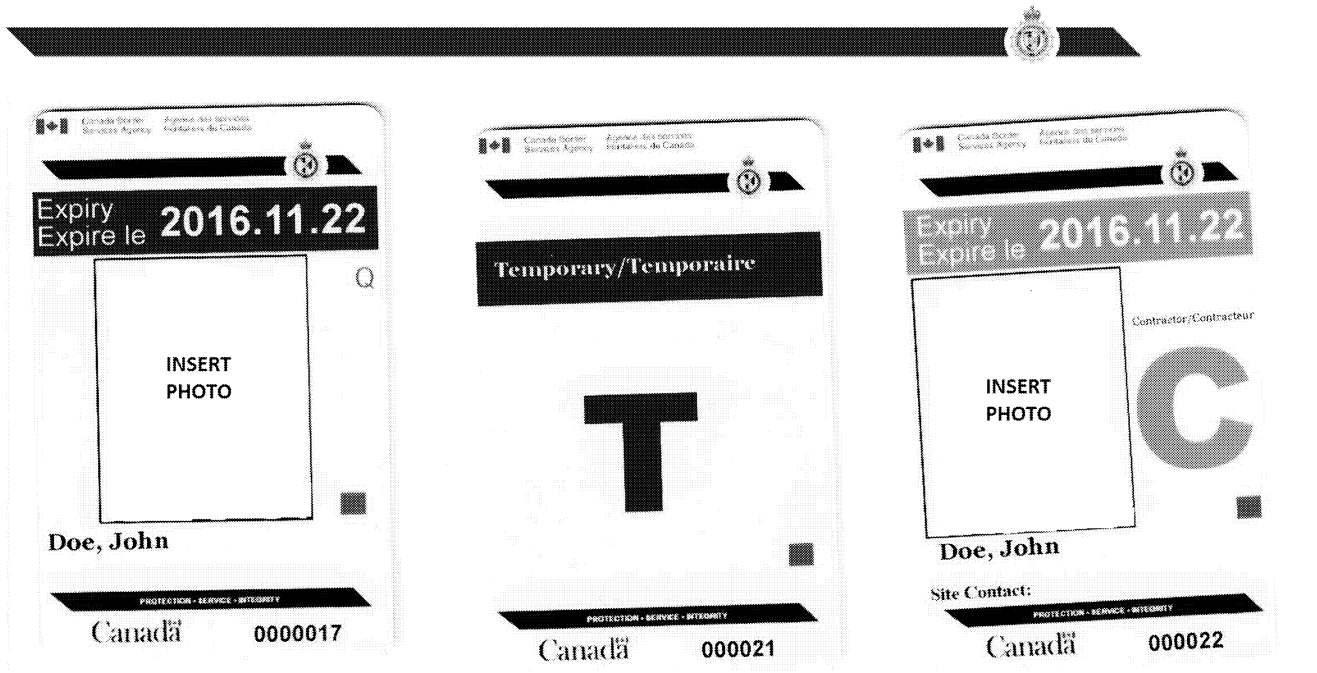 Canada Border
Services Agency
Agence des services
frontaliers du Canada
Expiry
Expire le
2016.11.22
Q
INSERT
PHOTO
Doe, John
PROTECTION • SERVICE • INTEGRITY
Canada
0000017
Canada Border
Services Agency
Agence des services
frontaliers du Canada
Temporary/Temporaire
T
PROTECTION • SERVICE • INTEGRITY
Canada
000021
Canada Border
Services Agency
Agence des services
frontaliers du Canada
Expiry
Expire le
2016.11.22
Contractor/Contracteur
C
INSERT
PHOTO
Doe, John
Site Contact:
PROTECTION • SERVICE • INTEGRITY
Canada
000022